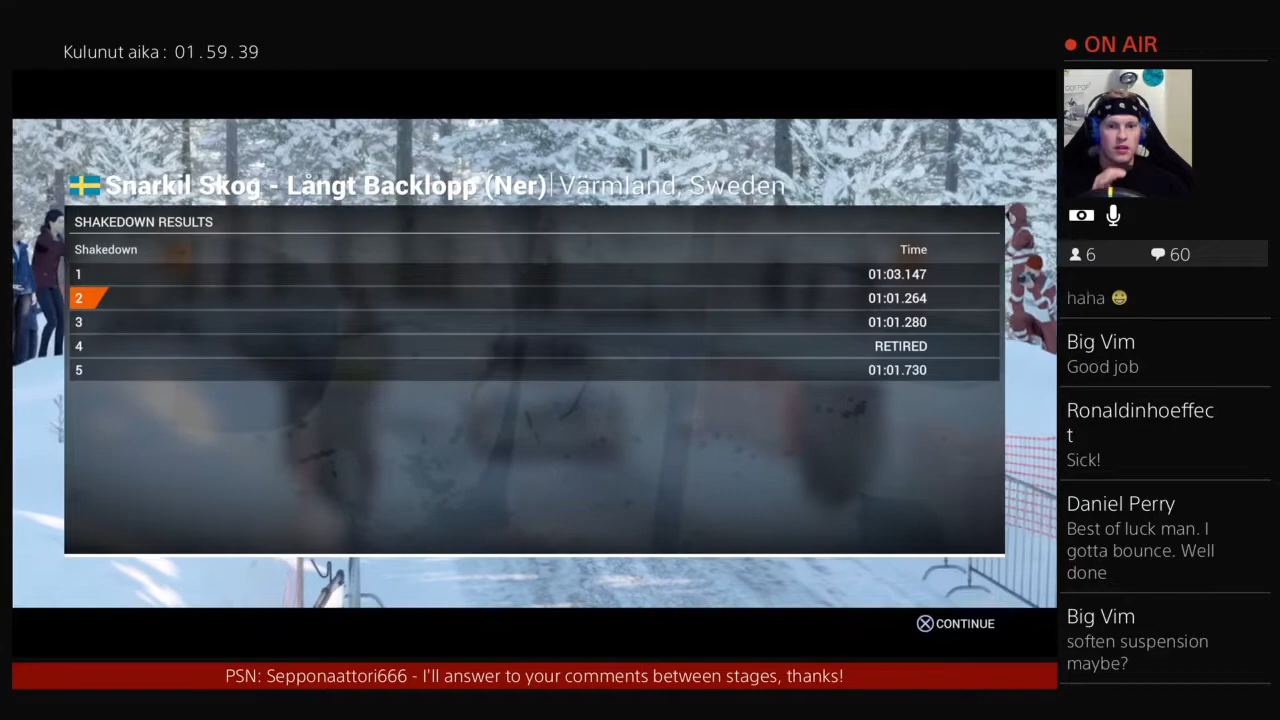 Kulunut aika : 01.59.39
ON AIR
Snarkil Skog - Långt Backlopp (Ner) | Värmland, Sweden
SHAKEDOWN RESULTS
Shakedown Time
1 01:03.147
2 01:01.264
3 01:01.280
4 RETIRED
5 01:01.730
CONTINUE
PSN: Sepponaattori666 - I'll answer to your comments between stages, thanks!
6 60
haha 😀
Big Vim
Good job
Ronaldinhoeffec
t
Sick!
Daniel Perry
Best of luck man. I
gotta bounce. Well
done
Big Vim
soften suspension
maybe?